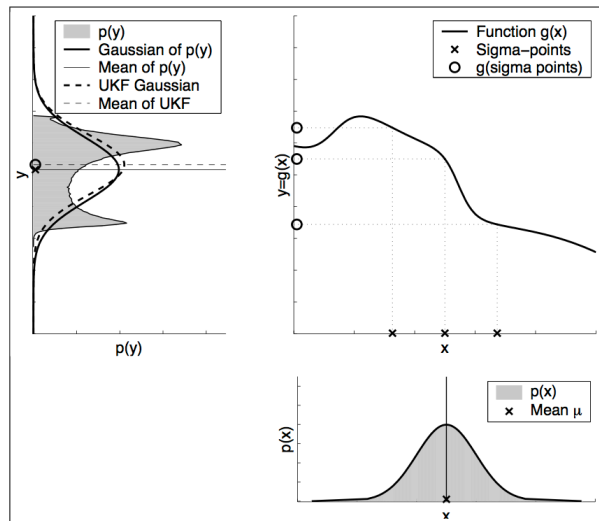 p(y)
Gaussian of p(y)
Mean of p(y)
UKF Gaussian
Mean of UKF
y
p(y)
Function g(x)
Sigma-points
g(sigma points)
y=g(x)
x
p(x)
Mean μ
p(x)
x